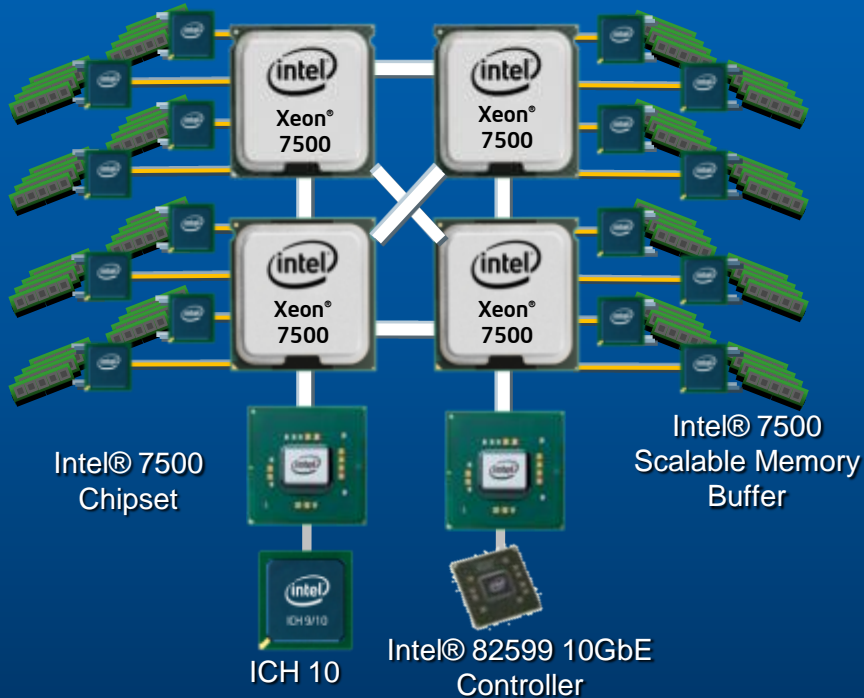 intel
Xeon®
7500
intel
Xeon®
7500
intel
Xeon®
7500
intel
Xeon®
7500
Intel® 7500
Chipset
Intel® 7500
Scalable Memory
Buffer
intel
ICH 9/10
ICH 10
Intel® 82599 10GbE
Controller